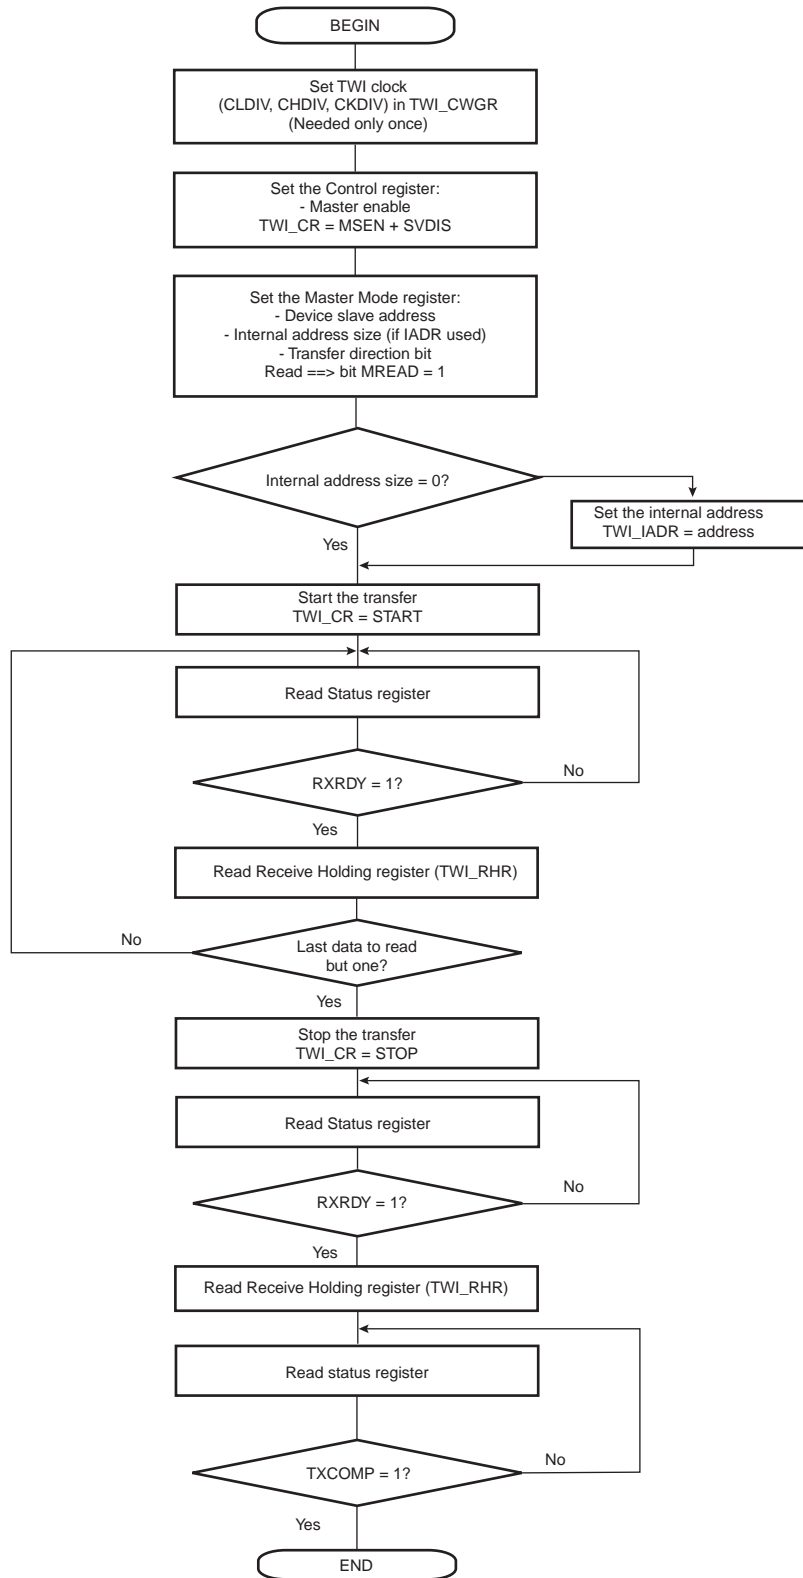 BEGIN
Set TWI clock
(CLDIV, CHDIV, CKDIV) in TWI_CWGR
(Needed only once)
Set the Control register:
- Master enable
TWI_CR = MSEN + SVDIS
Set the Master Mode register:
- Device slave address
- Internal address size (if IADR used)
- Transfer direction bit
Read ==> bit MREAD = 1
Internal address size = 0?
Set the internal address
TWI_IADR = address
Yes
Start the transfer
TWI_CR = START
Read Status register
RXRDY = 1?
No
Yes
Read Receive Holding register (TWI_RHR)
No
Last data to read
but one?
Yes
Stop the transfer
TWI_CR = STOP
Read Status register
RXRDY = 1?
No
Yes
Read Receive Holding register (TWI_RHR)
Read status register
TXCOMP = 1?
No
Yes
END